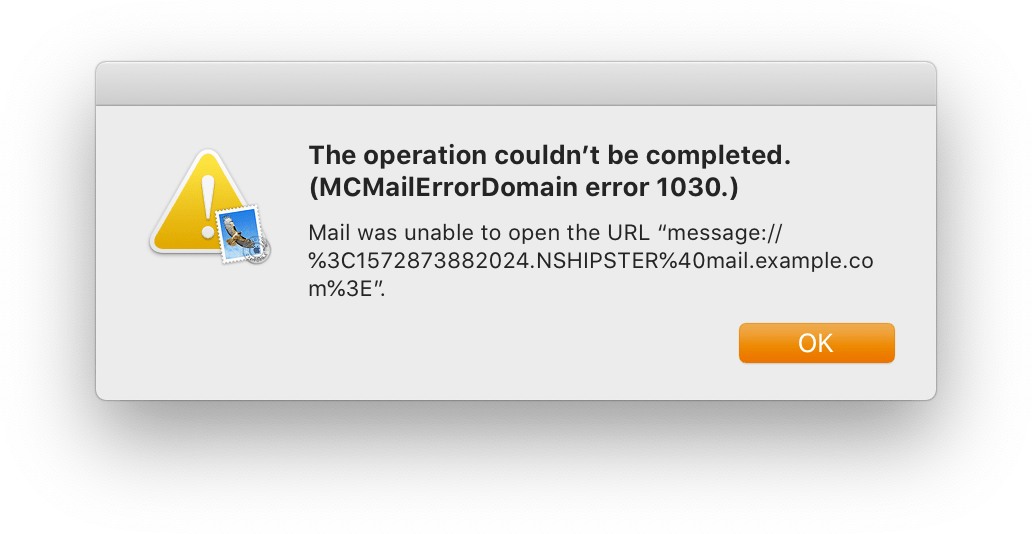 The operation couldn’t be completed.
(MCMailErrorDomain error 1030.)
Mail was unable to open the URL “message://
%3C1572873882024.NSHIPSTER%40mail.example.co
m%3E”.
OK